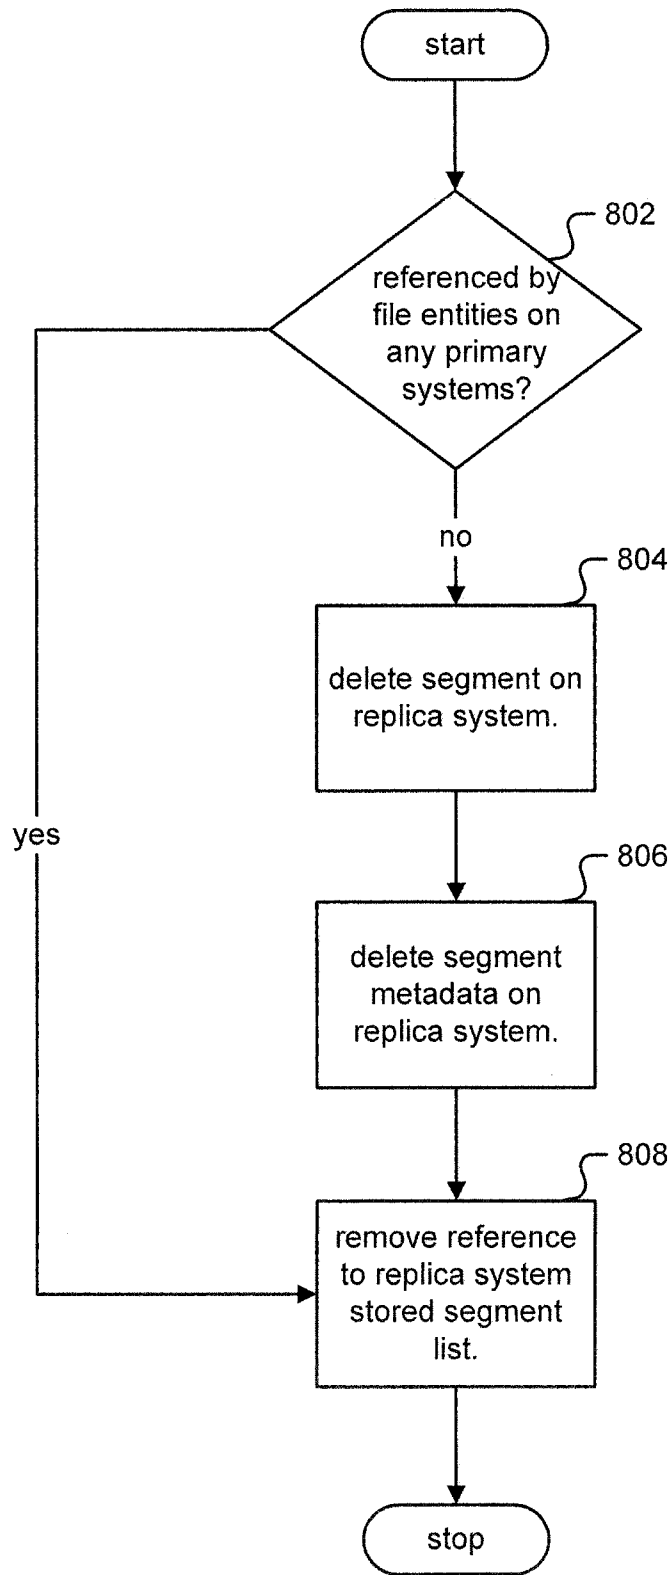 start
802
referenced by
file entities on
any primary
systems?
no
804
delete segment on
replica system.
yes
806
delete segment
metadata on
replica system.
808
remove reference
to replica system
stored segment
list.
stop